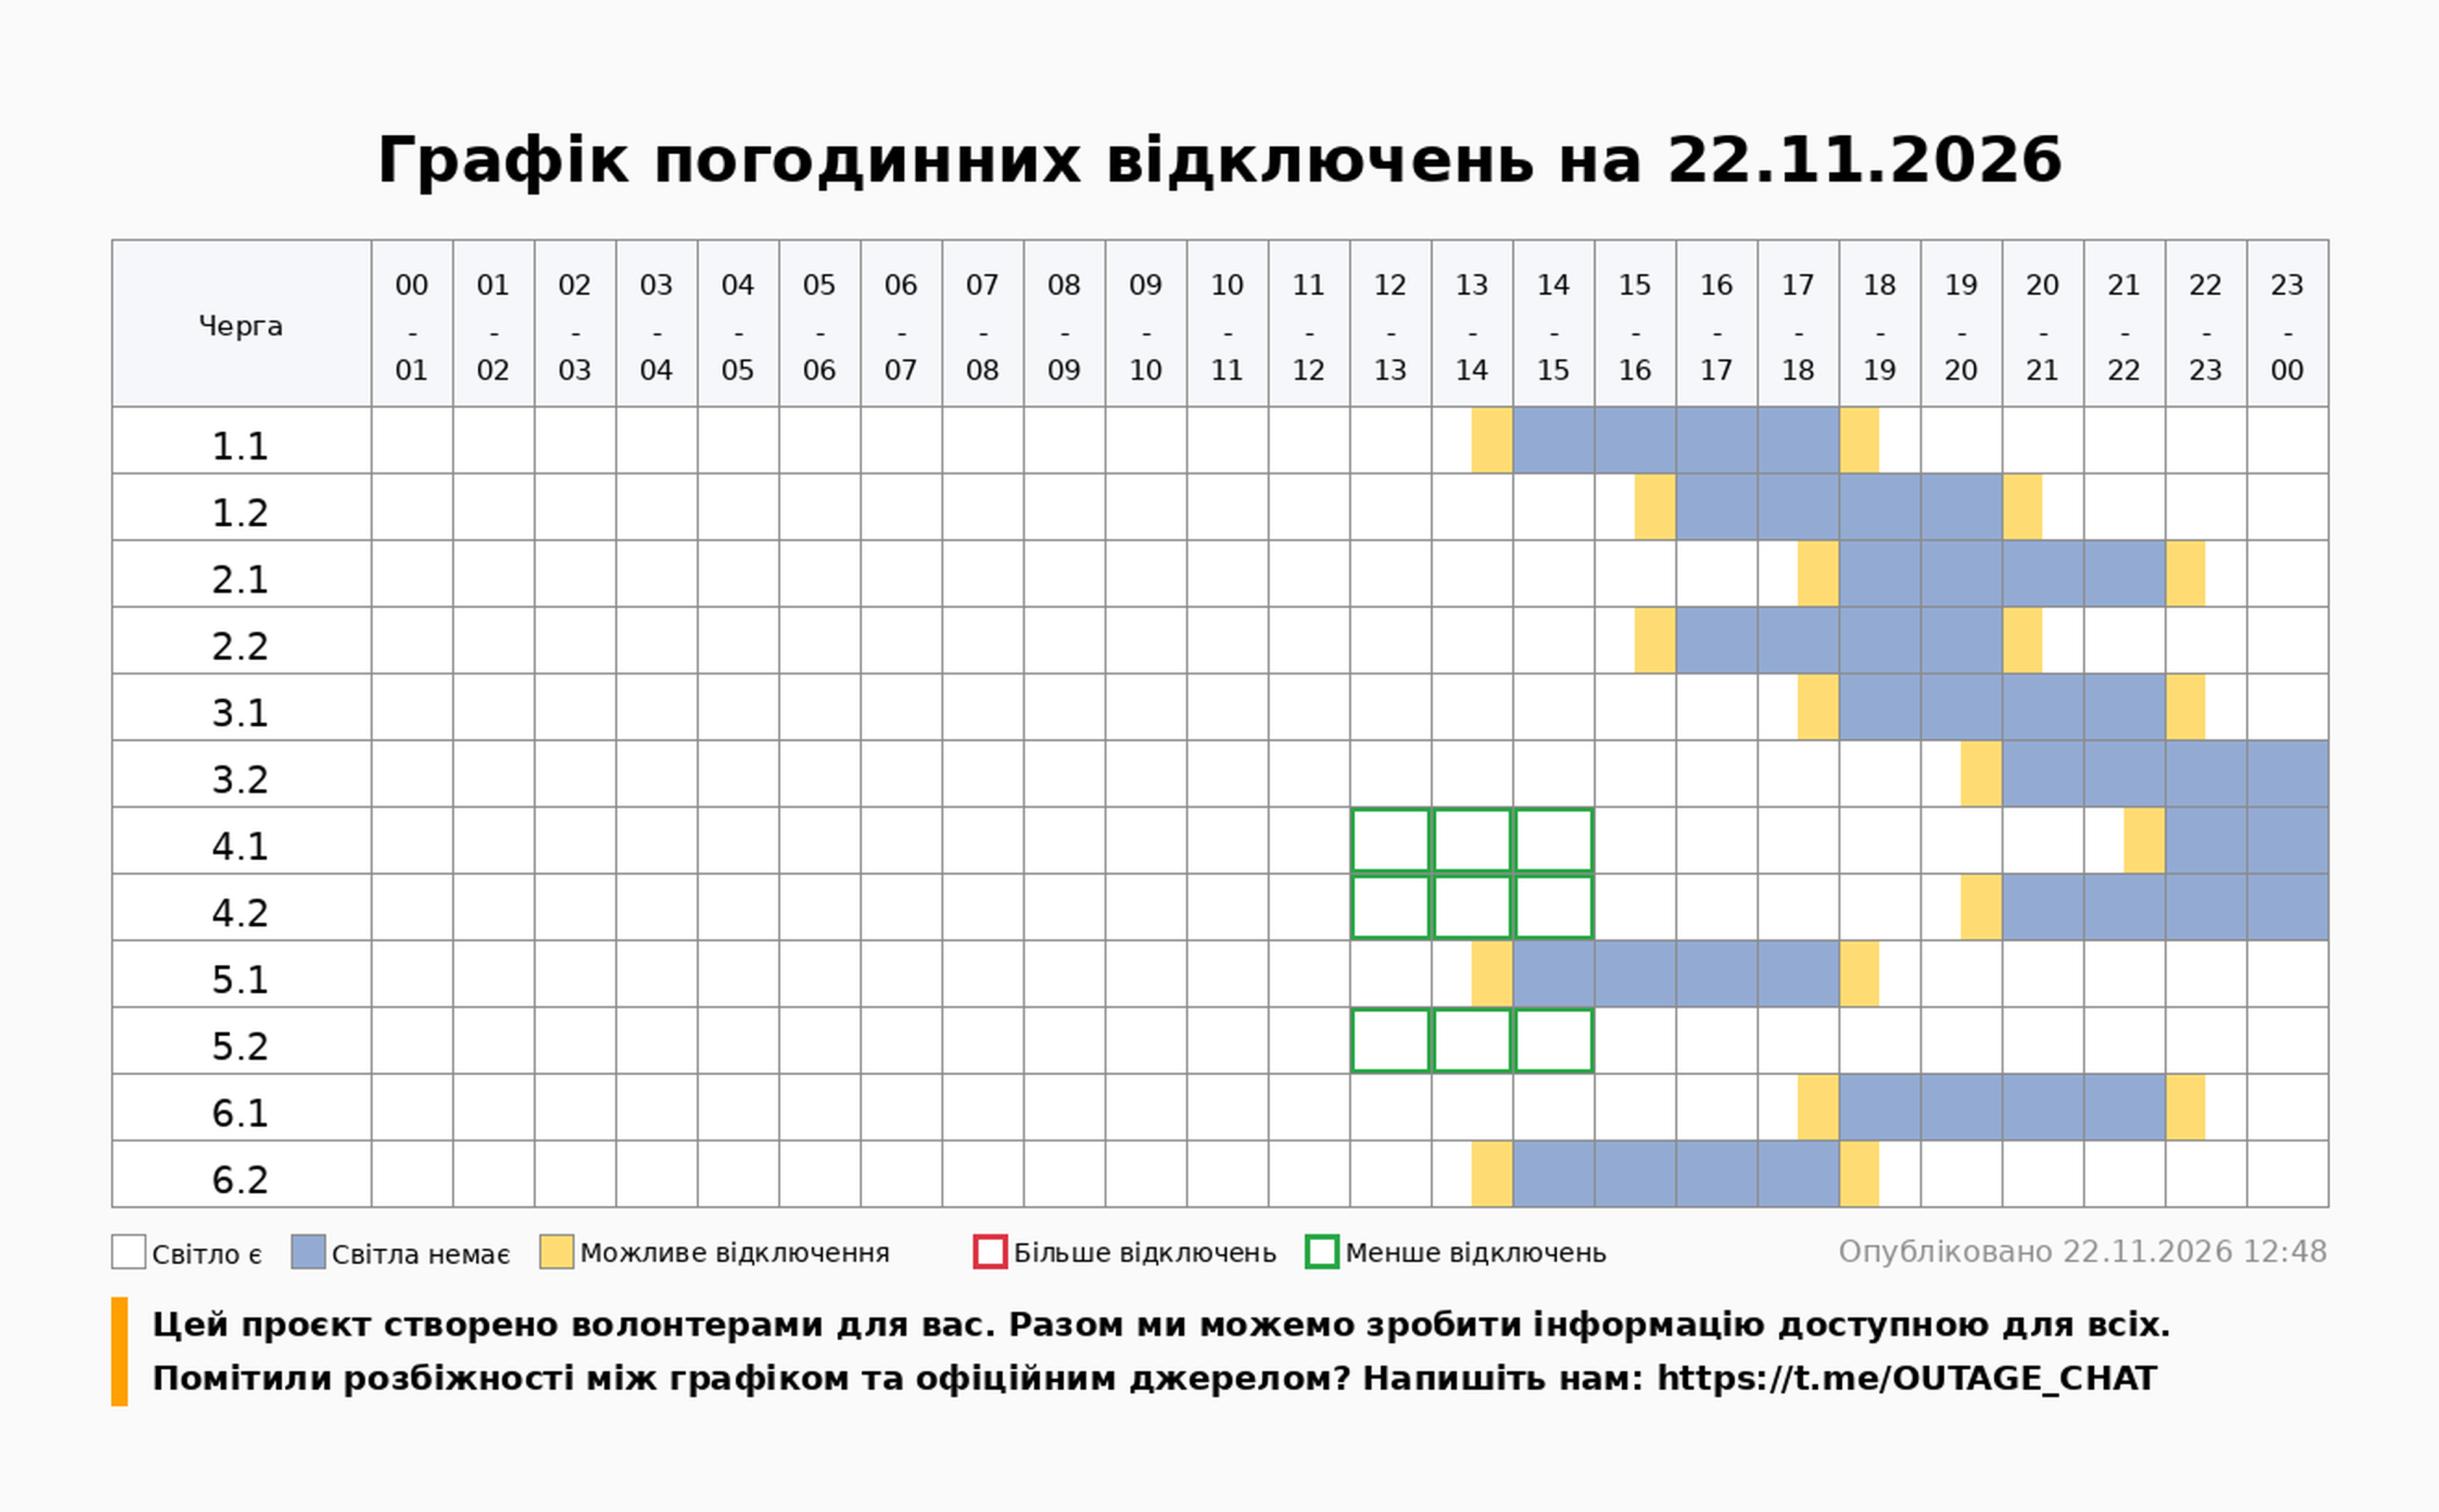 Графік погодинних відключень на 22.11.2026
Черга 00 - 01 01 - 02 02 - 03 03 - 04 04 - 05 05 - 06 06 - 07 07 - 08 08 - 09 09 - 10 10 - 11 11 - 12 12 - 13 13 - 14 14 - 15 15 - 16 16 - 17 17 - 18 18 - 19 19 - 20 20 - 21 21 - 22 22 - 23 23 - 00
1.1
1.2
2.1
2.2
3.1
3.2
4.1
4.2
5.1
5.2
6.1
6.2
Світло є Світла немає Можливе відключення Більше відключень Менше відключень Опубліковано 22.11.2026 12:48
Цей проєкт створено волонтерами для вас. Разом ми можемо зробити інформацію доступною для всіх.
Помітили розбіжності між графіком та офіційним джерелом? Напишіть нам: https://t.me/OUTAGE_CHAT